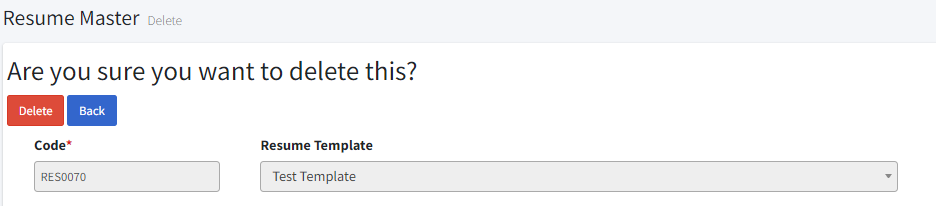 Resume Master Delete
Are you sure you want to delete this?
Delete Back
Code* Resume Template
RES0070 Test Template